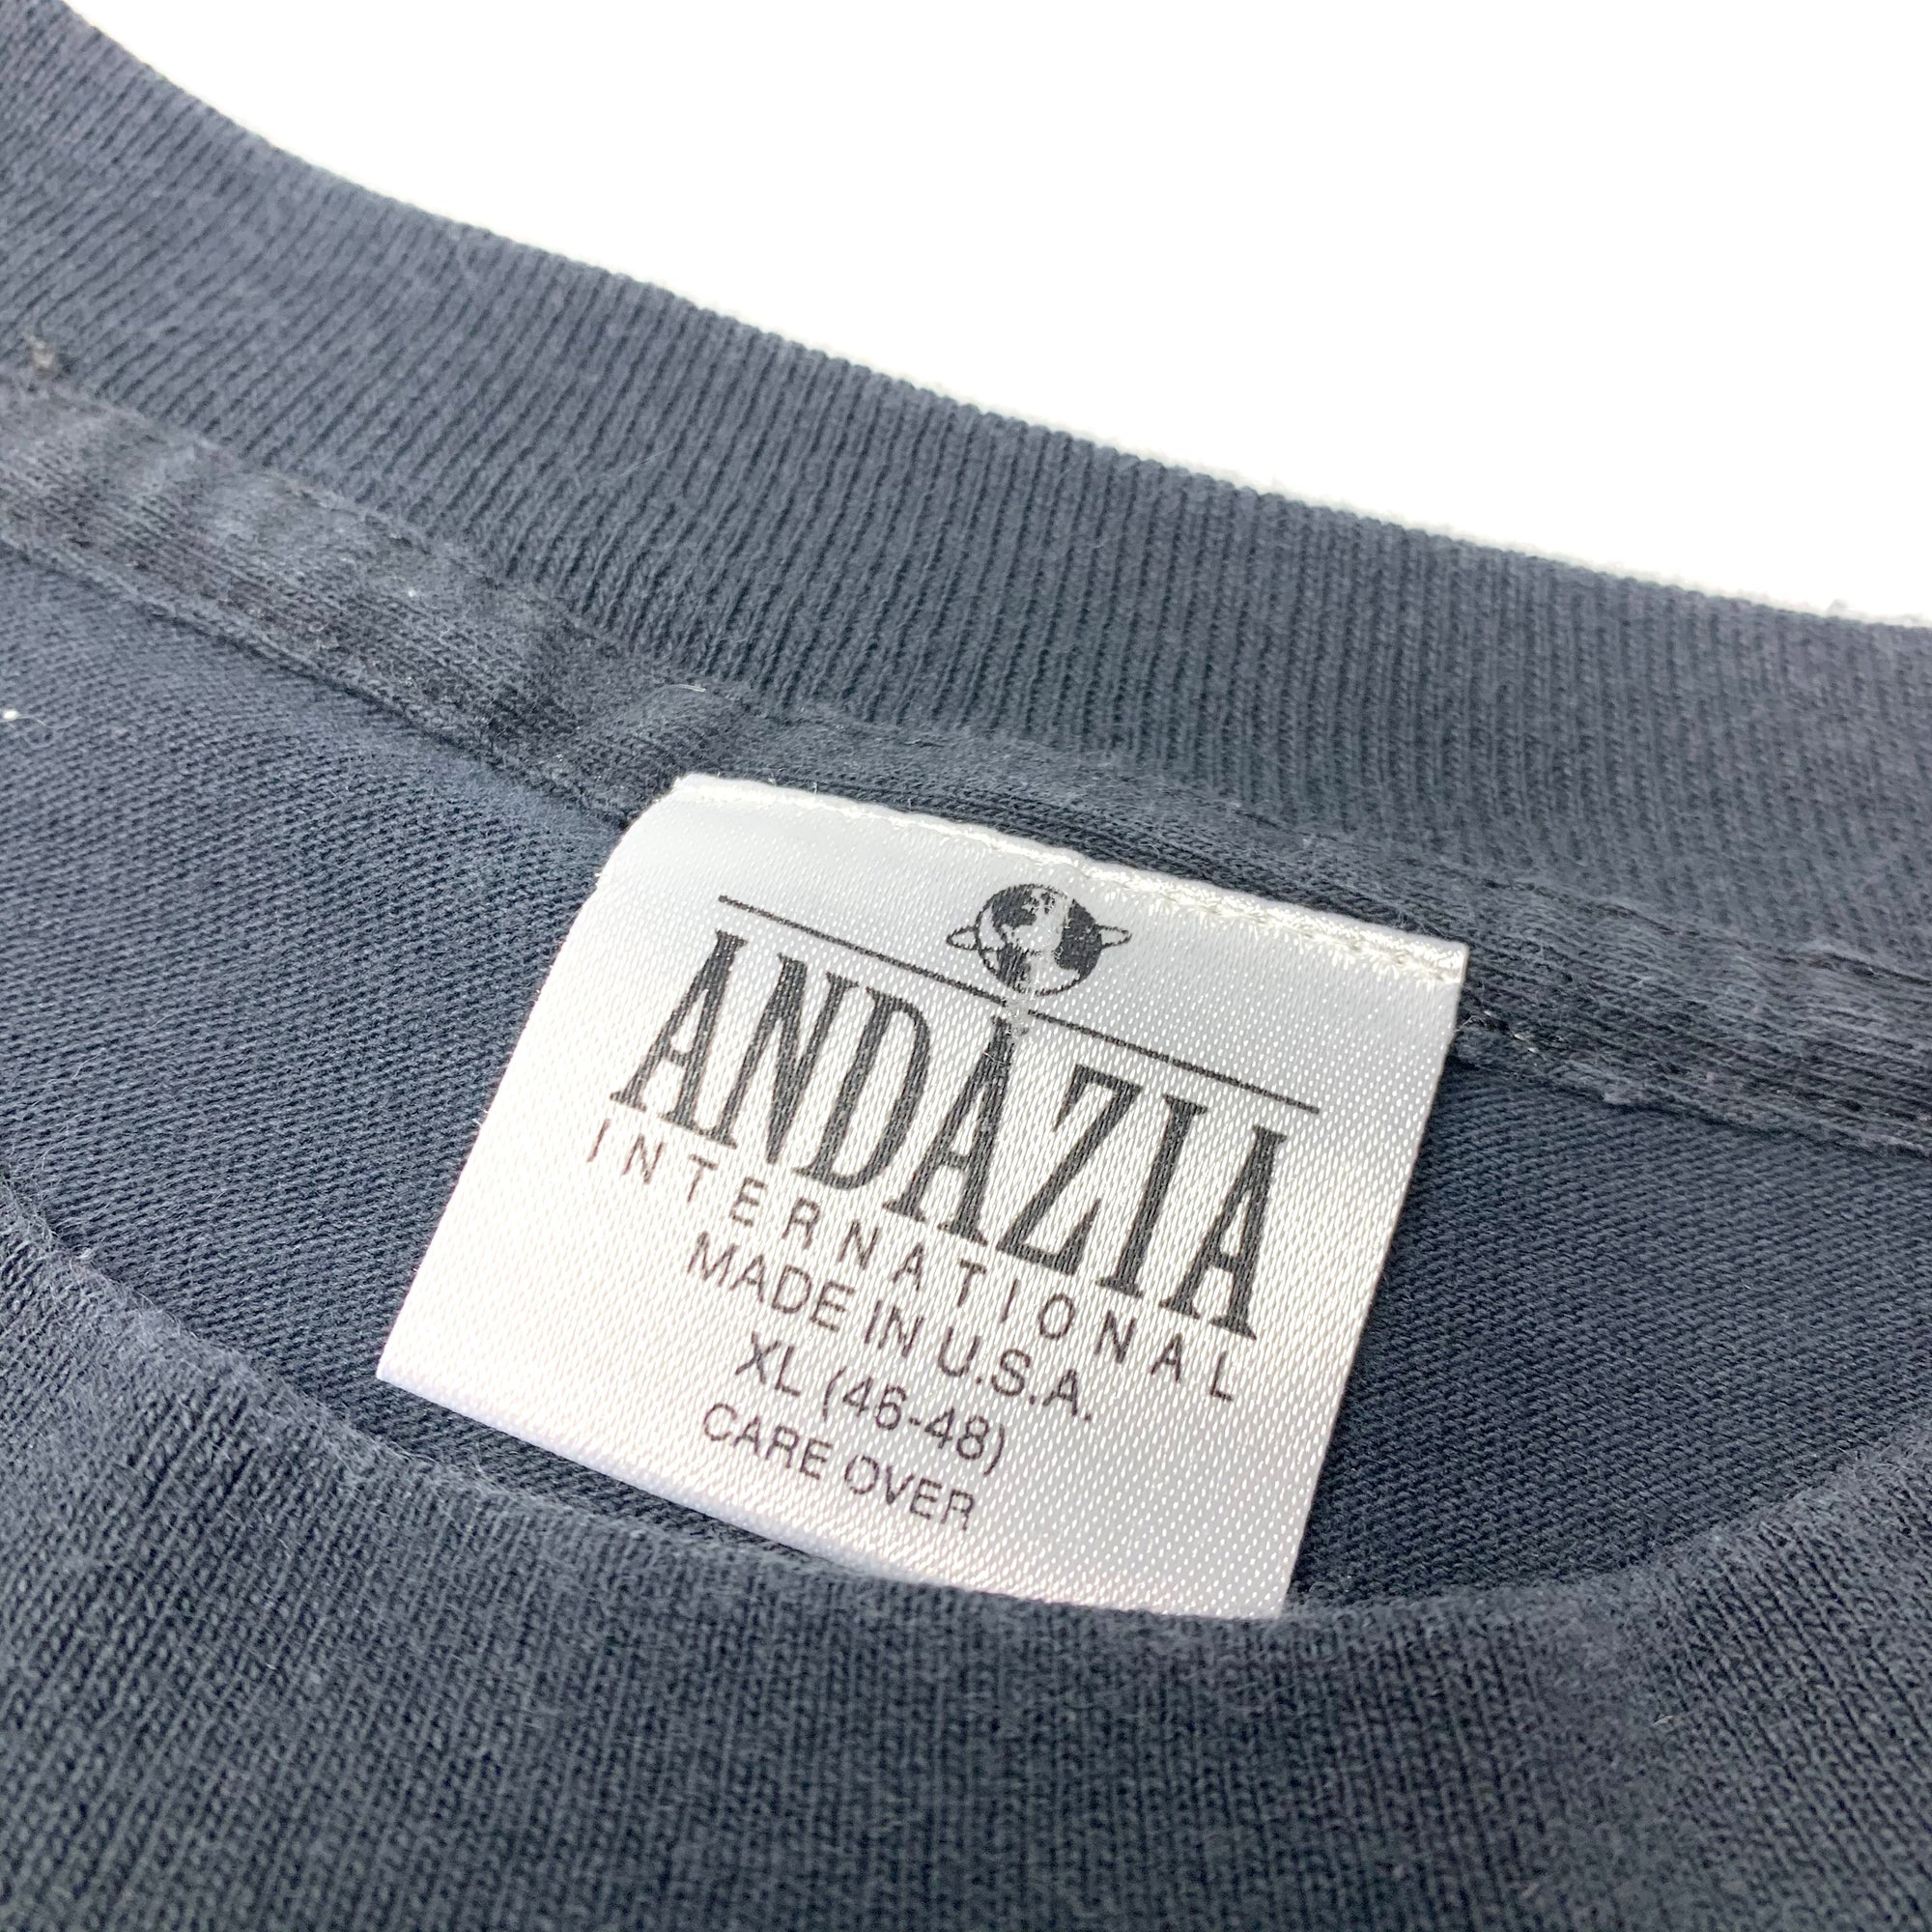 ANDAZIA
INTERNATIONAL
MADE IN U.S.A.
XL (46-48)
CARE OVER